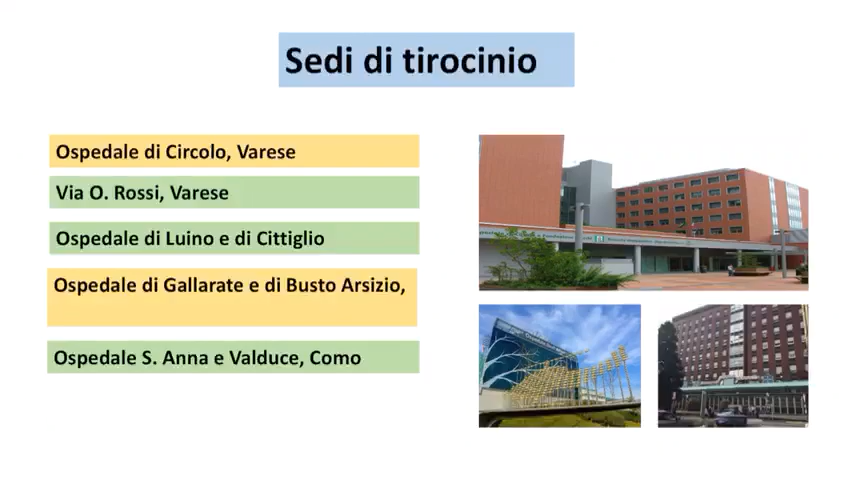 Sedi di tirocinio
Ospedale di Circolo, Varese
Via O. Rossi, Varese
Ospedale di Luino e di Cittiglio
Ospedale di Gallarate e di Busto Arsizio,
Ospedale S. Anna e Valduce, Como